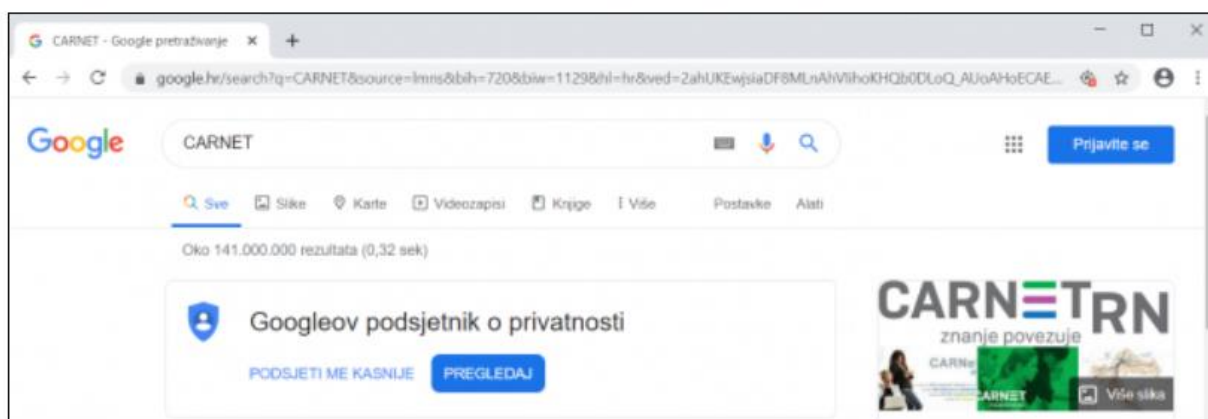 CARNET - Google pretraživanje
google.hr/search?q=CARNET&source=lmns&bih=720&biw=1129&hl=hr&ved=
Google
CARNET
Prijavite se
Sve Slike Karte Videozapisi Knjige Više Postavke Alati
Oko 141.000.000 rezultata (0,32 sek)
Googleov podsjetnik o privatnosti
PODSJETI ME KASNIJE PREGLEDAJ
CARNET RN
znanje povezuje
CARNet
CARNET
Više slika